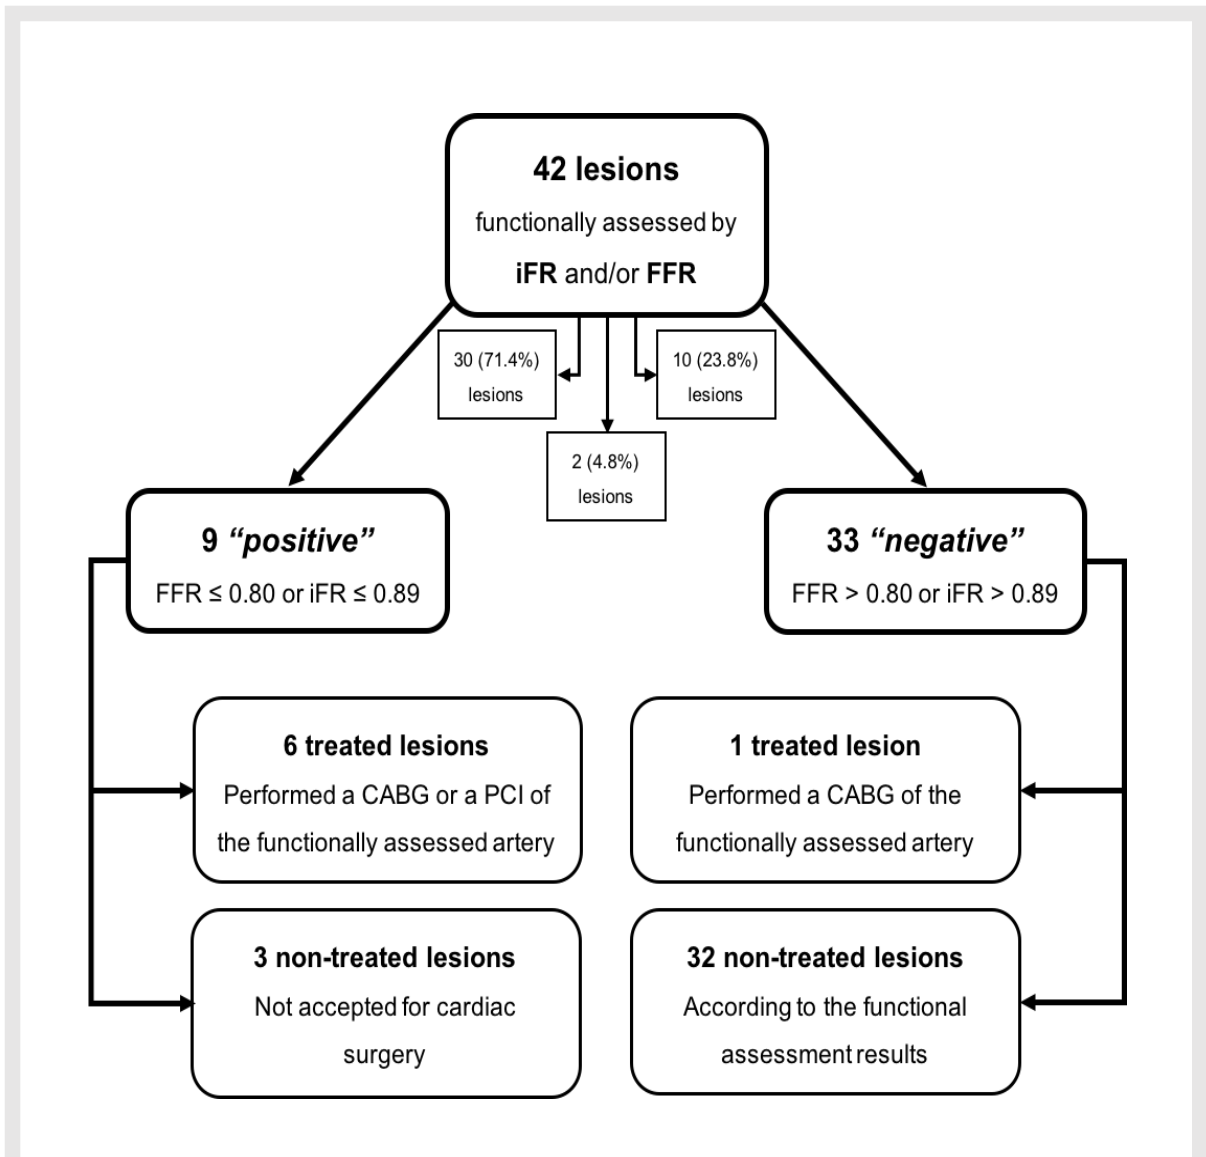 42 lesions
functionally assessed by
iFR and/or FFR
30 (71.4%)
lesions
10 (23.8%)
lesions
2 (4.8%)
lesions
9 “positive”
FFR ≤ 0.80 or iFR ≤ 0.89
33 “negative”
FFR > 0.80 or iFR > 0.89
6 treated lesions
Performed a CABG or a PCI of
the functionally assessed artery
1 treated lesion
Performed a CABG of the
functionally assessed artery
3 non-treated lesions
Not accepted for cardiac
surgery
32 non-treated lesions
According to the functional
assessment results